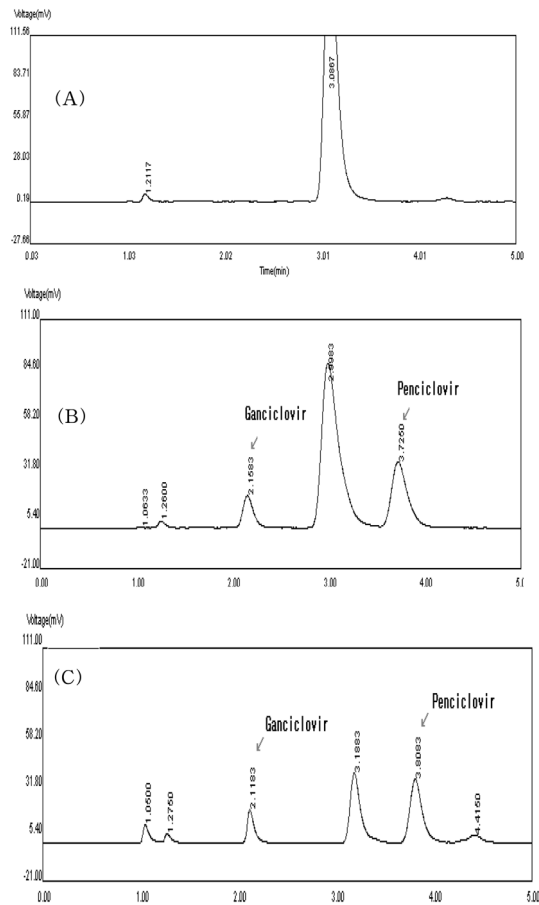 Voltage(mV)
111.56
(A)
3.0867
83.71
55.87
28.03
1.2117
0.19
-27.66
0.03 1.03 2.02 3.01 4.01 5.00
Time(min)
Voltage(mV)
111.00
84.60
2.9983
Penciclovir
(B)
Ganciclovir
58.20
3.7250
31.80
2.1583
1.0633
1.2600
5.40
-21.00
0.00 1.00 2.00 3.00 4.00 5.0
Voltage(mV)
111.00
(C)
84.60
Penciclovir
Ganciclovir
58.20
3.1883
3.8083
31.80
2.1183
1.0500
1.2750
4.4150
5.40
-21.00
0.00 1.00 2.00 3.00 4.00 5.00